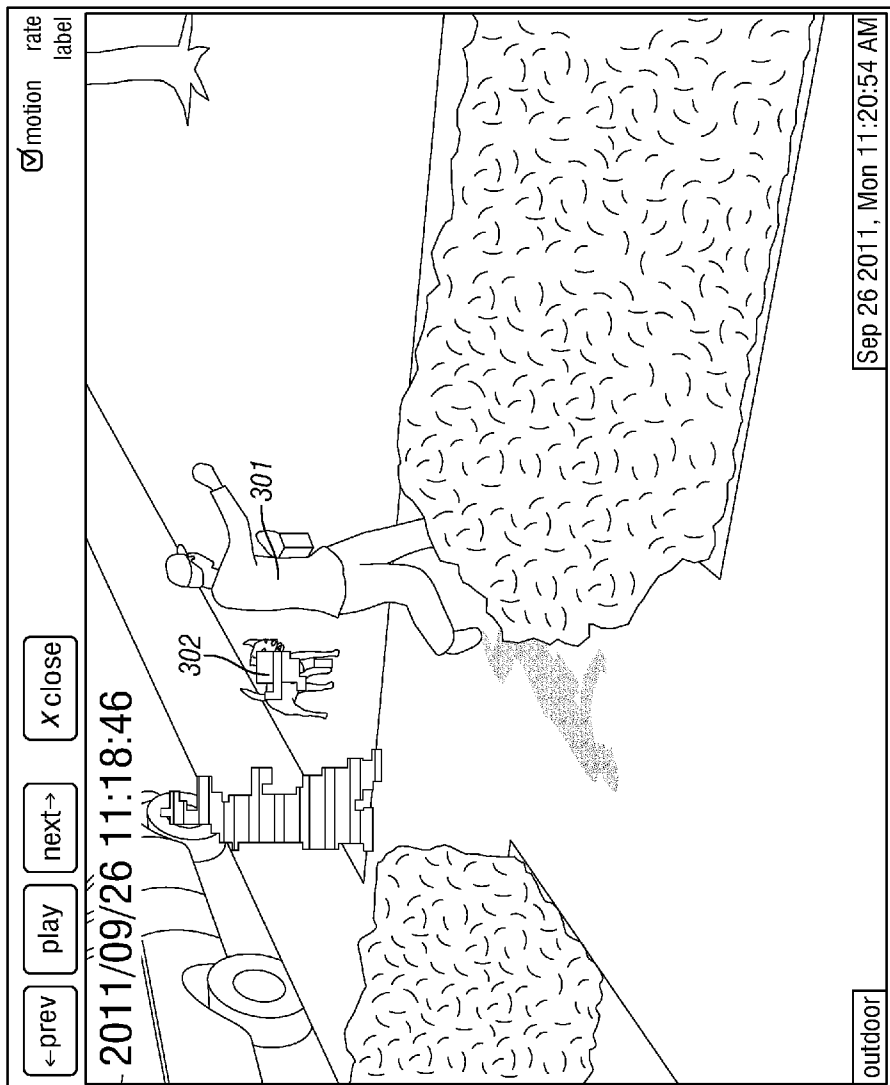 ←prev play next→ X close ☑ motion rate
label
2011/09/26 11:18:46
302
301
outdoor
Sep 26 2011, Mon 11:20:54 AM